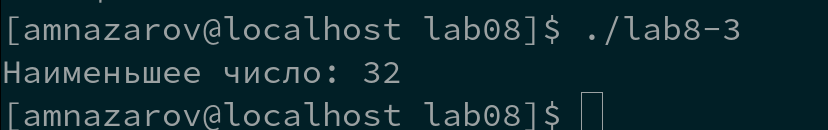 [amnazarov@localhost lab08]$ ./lab8-3
Наименьшее число: 32
[amnazarov@localhost lab08]$